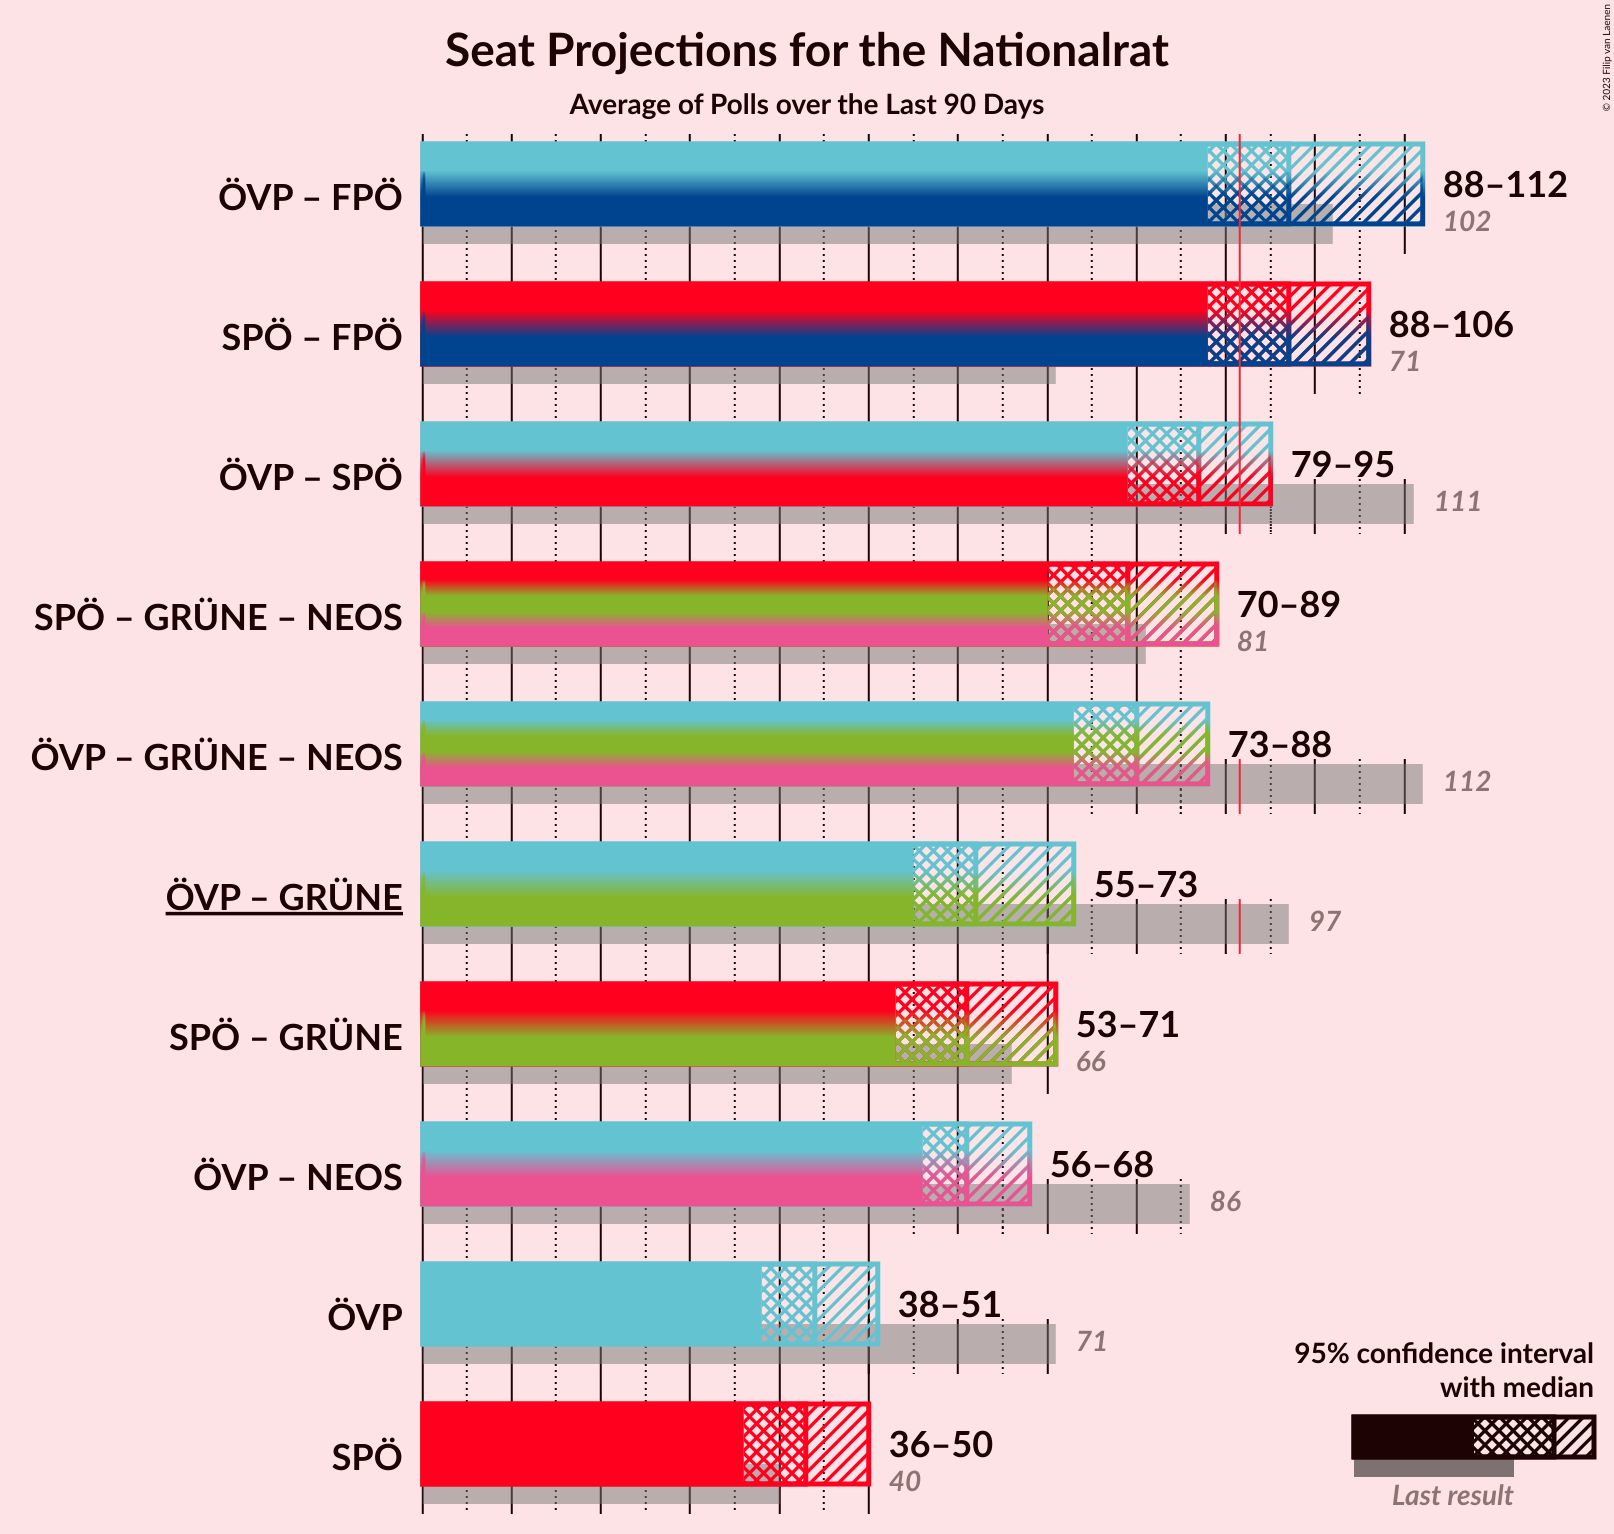 Seat Projections for the Nationalrat
Average of Polls over the Last 90 Days
© 2023 Filip van Laenen
ÖVP – FPÖ
88–112
102
SPÖ – FPÖ
88–106
71
ÖVP – SPÖ
79–95
111
SPÖ – GRÜNE – NEOS
70–89
81
ÖVP – GRÜNE – NEOS
73–88
112
ÖVP – GRÜNE
55–73
97
SPÖ – GRÜNE
53–71
66
ÖVP – NEOS
56–68
86
ÖVP
38–51
71
SPÖ
36–50
40
95% confidence interval
with median
Last result